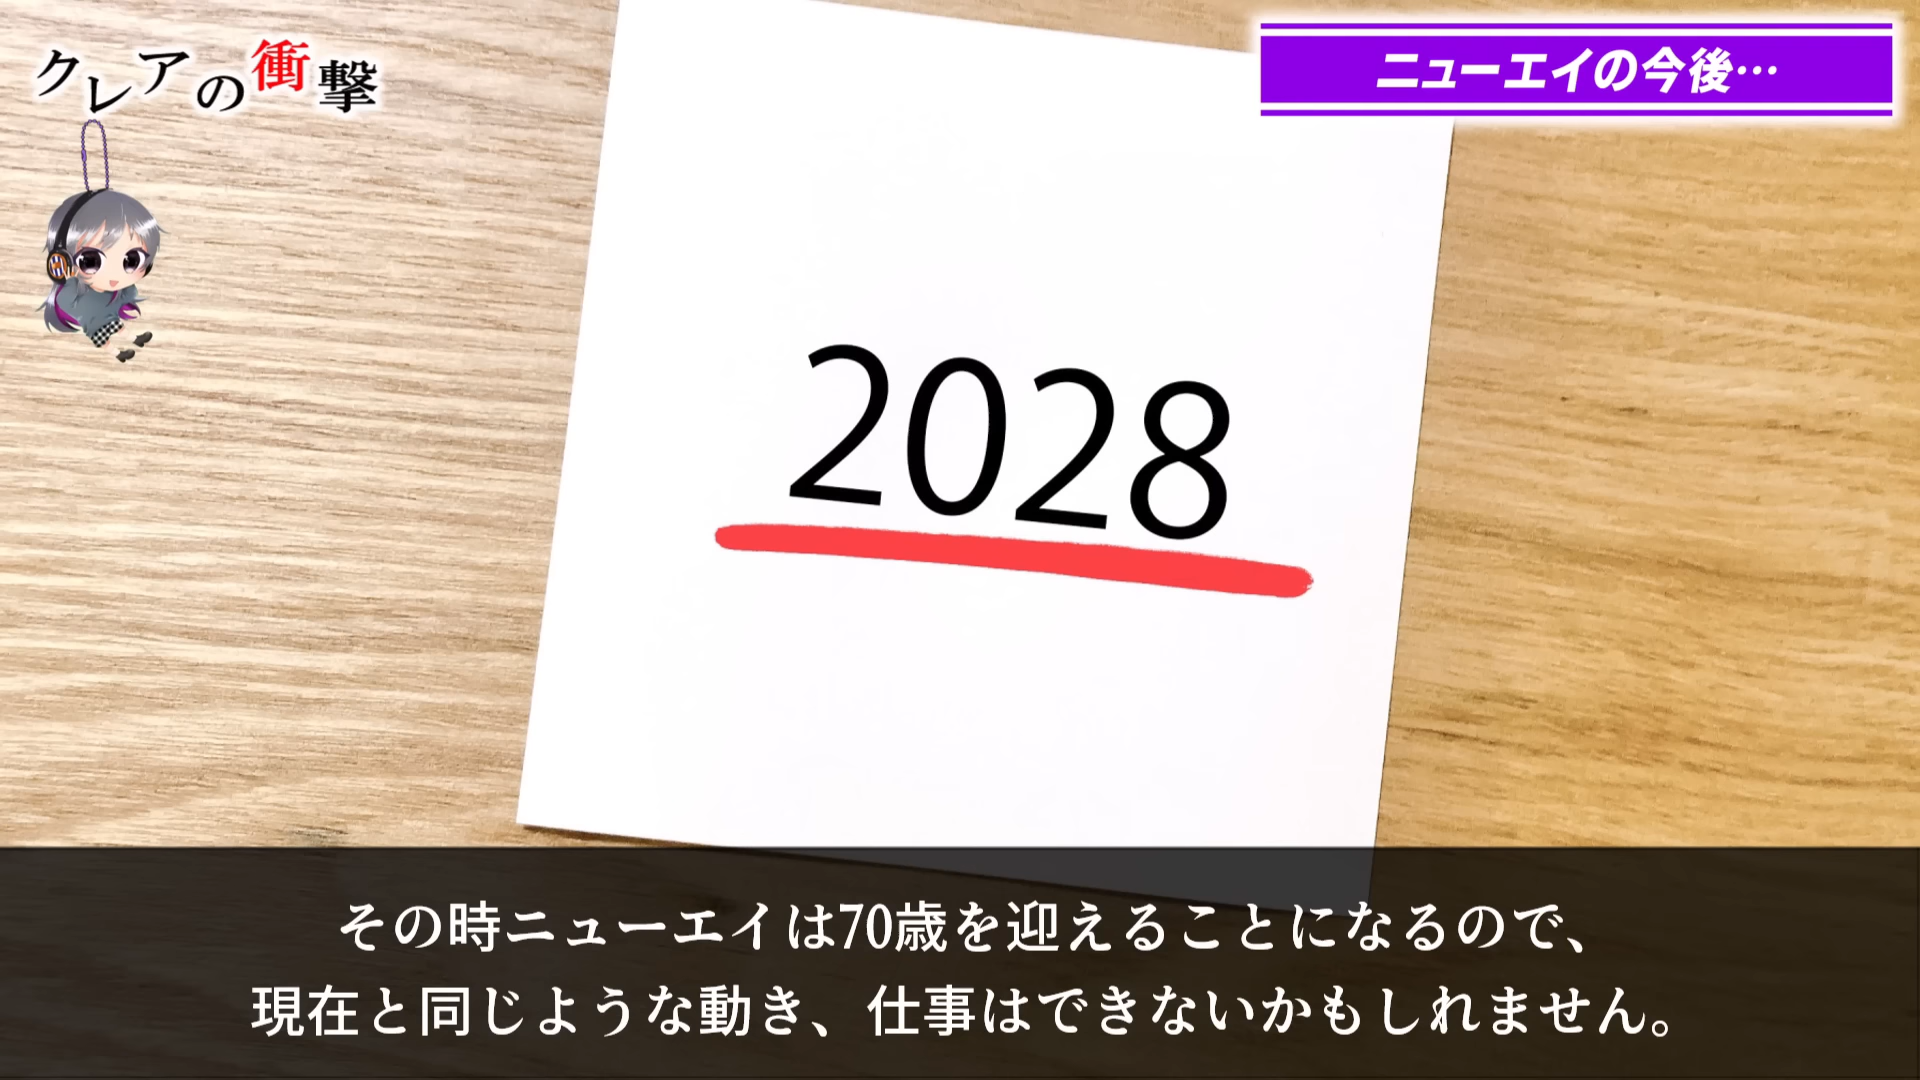 クレアの衝撃
ニューエイの今後…
2028
その時ニューエイは70歳を迎えることになるので、
現在と同じような動き、仕事はできないかもしれません。